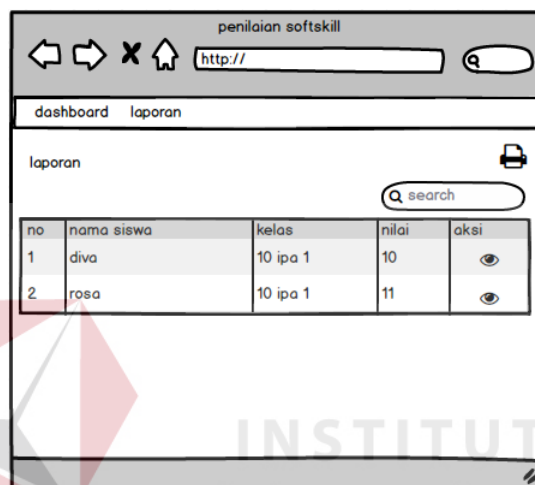 penilaian softskill
http://
dashboard laporan
laporan
search
no nama siswa kelas nilai aksi
1 diva 10 ipa 1 10
2 rosa 10 ipa 1 11
INSTITUT